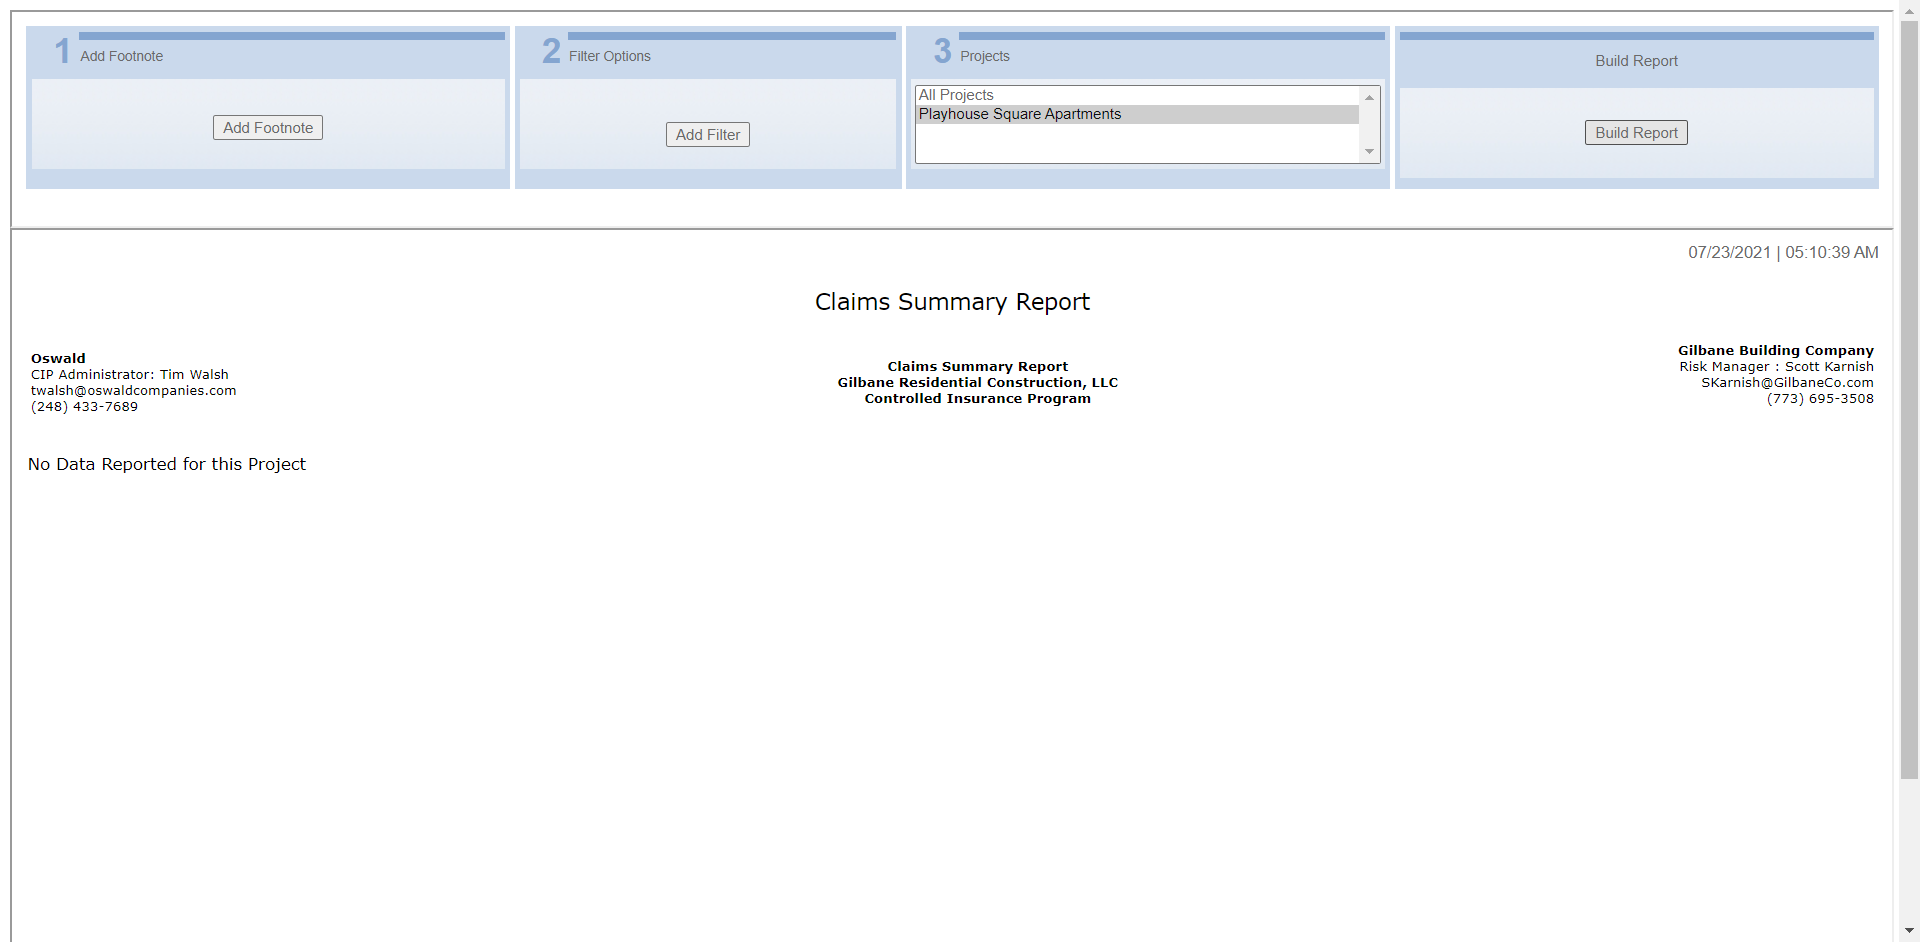 1 Add Footnote
Add Footnote
2 Filter Options
Add Filter
3 Projects
All Projects
Playhouse Square Apartments
Build Report
Build Report
07/23/2021 | 05:10:39 AM
Claims Summary Report
Oswald
CIP Administrator: Tim Walsh
twalsh@oswaldcompanies.com
(248) 433-7689
Claims Summary Report
Gilbane Residential Construction, LLC
Controlled Insurance Program
Gilbane Building Company
Risk Manager : Scott Karnish
SKarnish@GilbaneCo.com
(773) 695-3508
No Data Reported for this Project